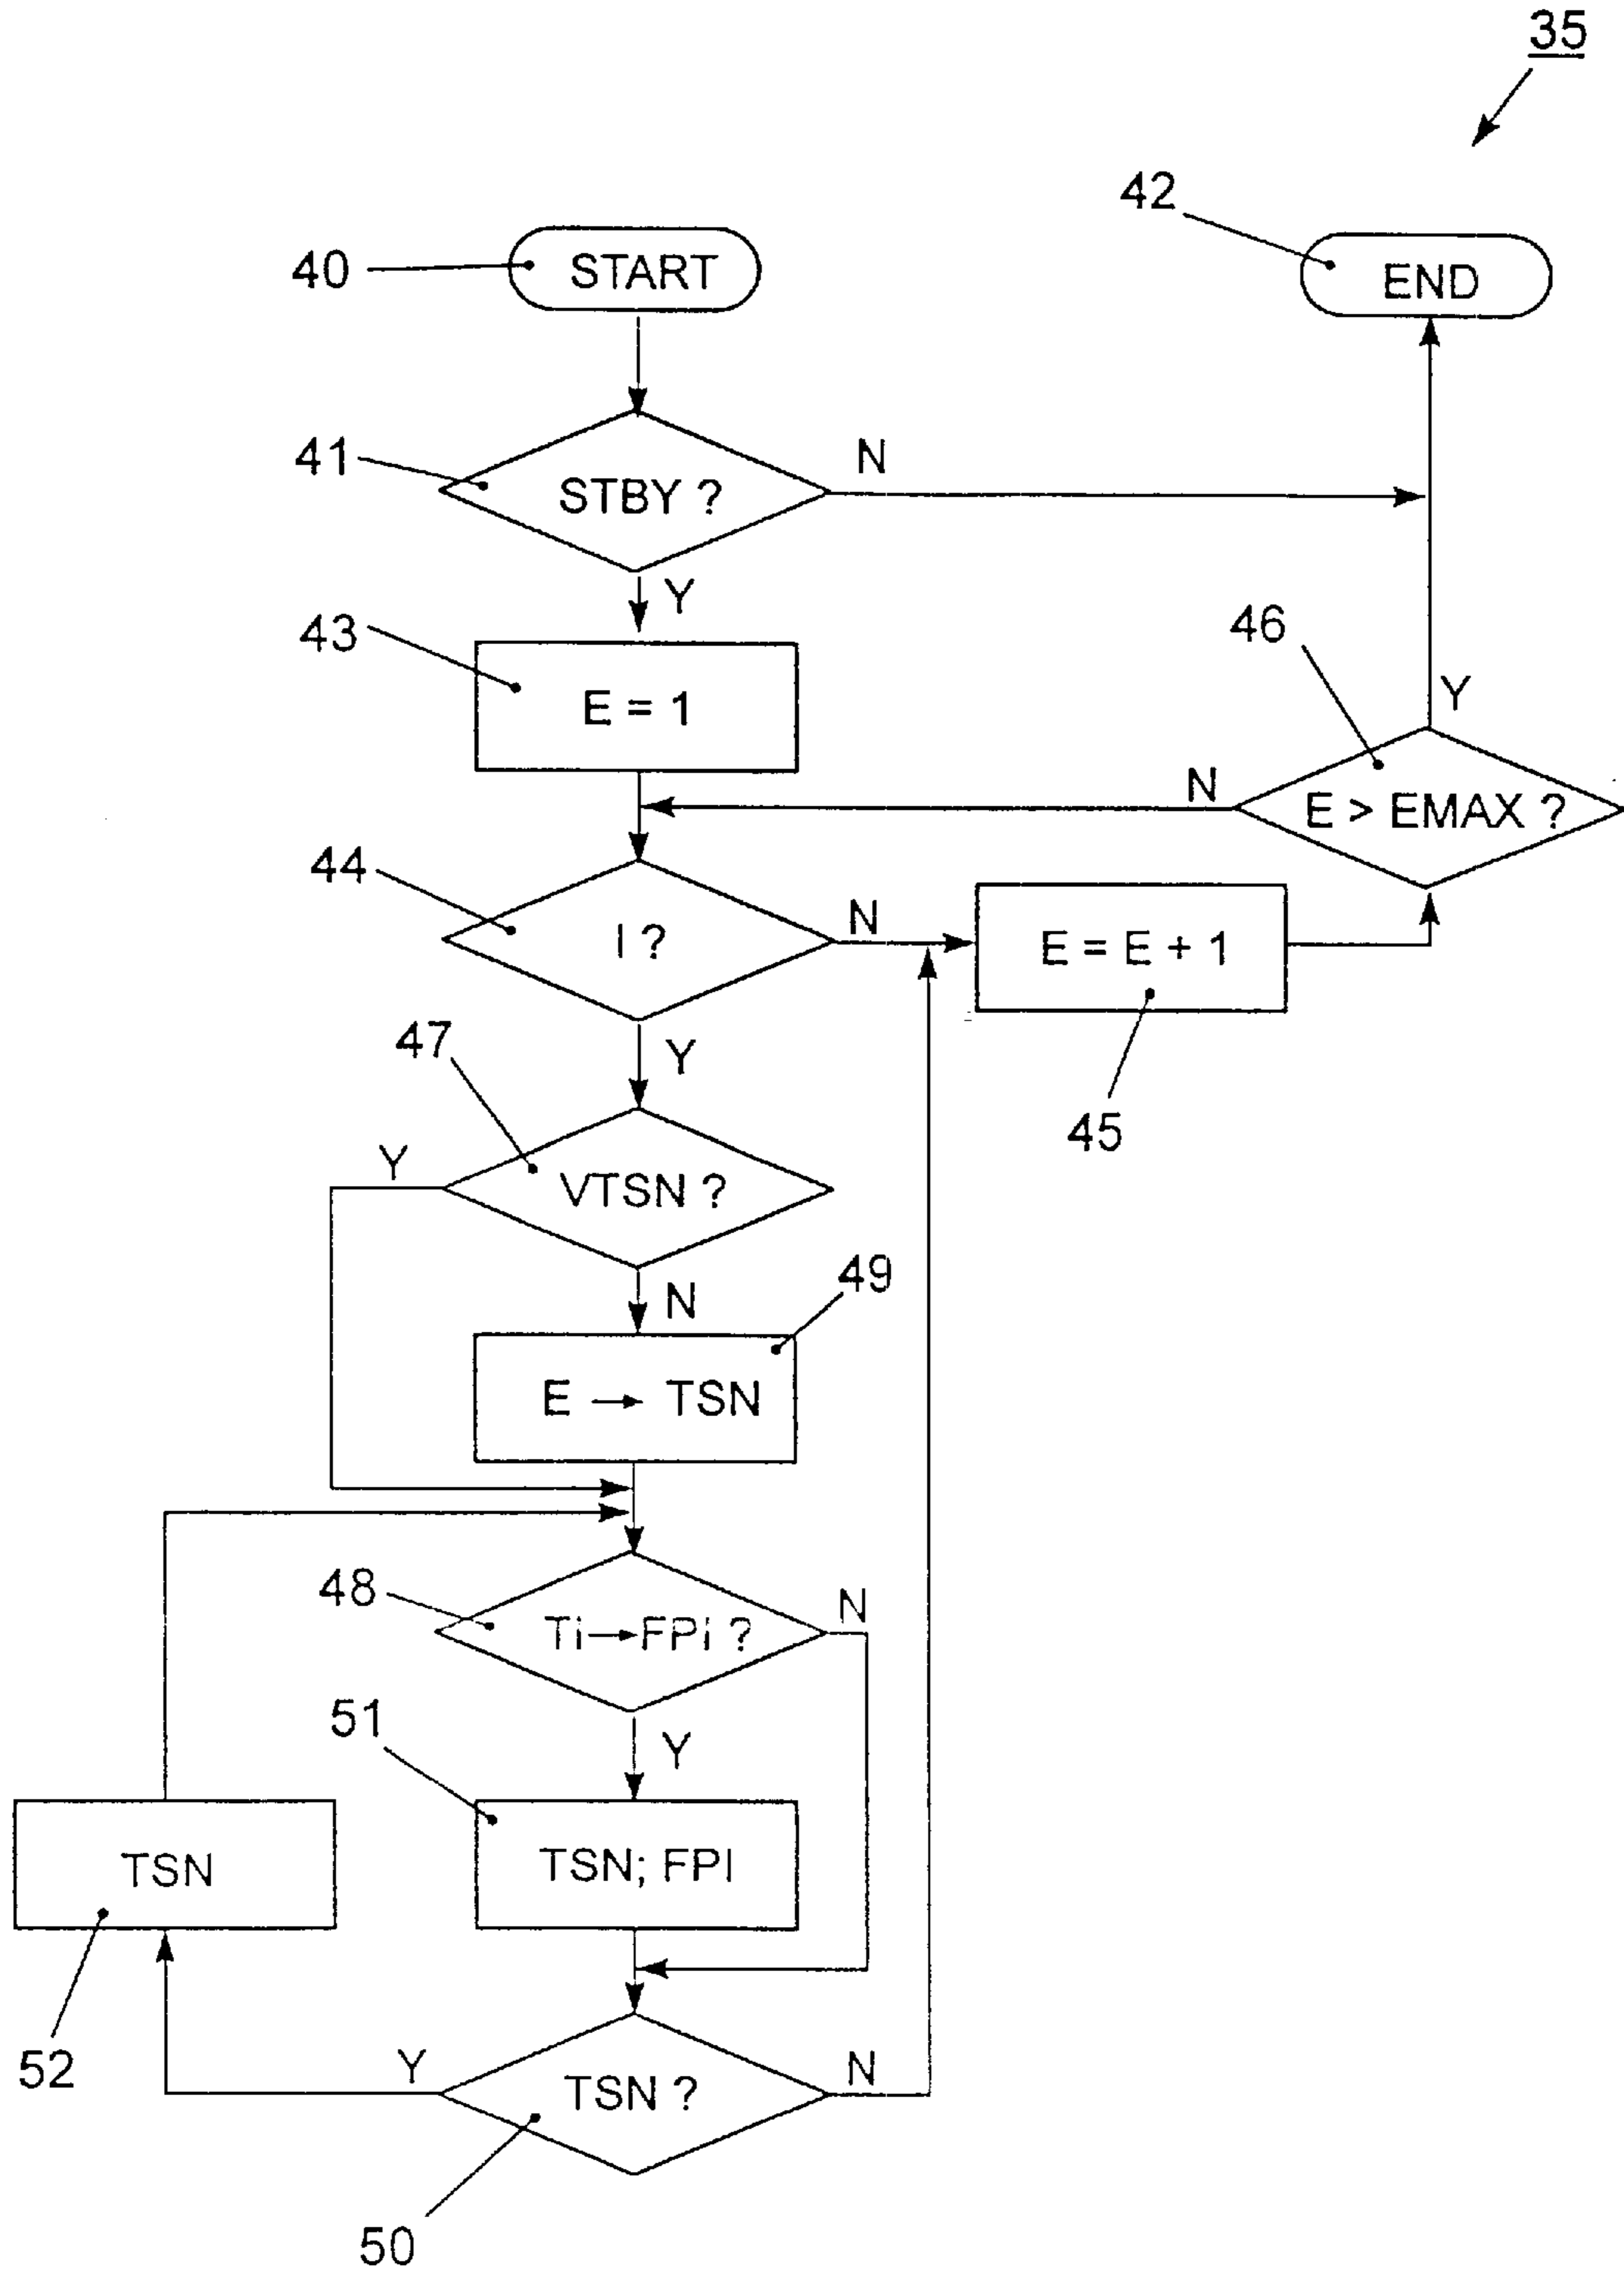 35
42
40
START
END
41
STBY ?
N
Y
43
46
E = 1
Y
N
E > EMAX ?
44
I ?
N
E = E + 1
47
Y
45
Y
VTSN ?
49
N
E → TSN
48
Ti→FPI ?
N
51
Y
TSN
TSN; FPI
52
Y
TSN ?
N
50